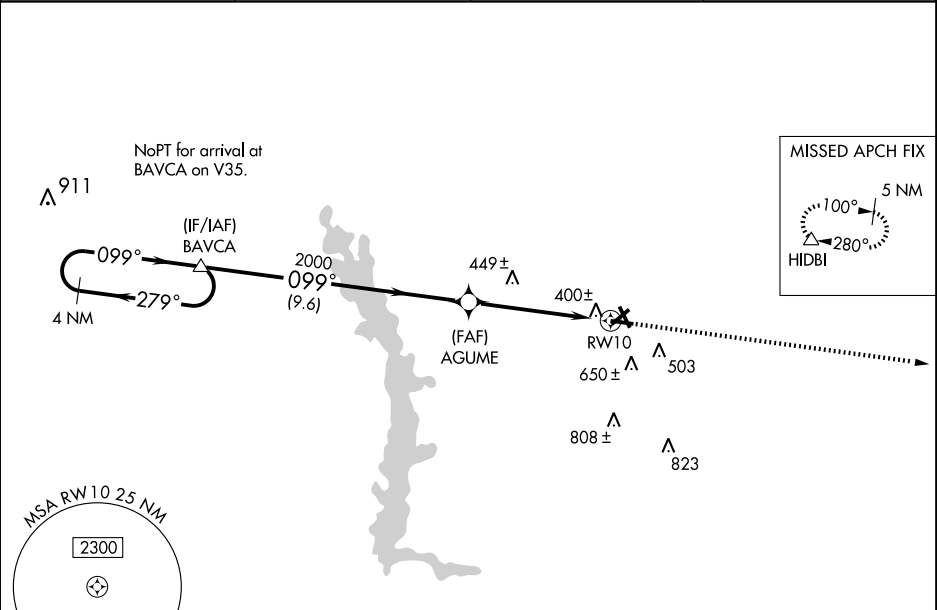 NoPT for arrival at
BAVCA on V35.
911
(IF/IAF)
BAVCA
099°
279°
4 NM
2000
099°
(9.6)
449±
(FAF)
AGUME
400±
RW10
650±
503
808±
823
MISSED APCH FIX
5 NM
100°
280°
HIDBI
MSA RW10 25 NM
2300